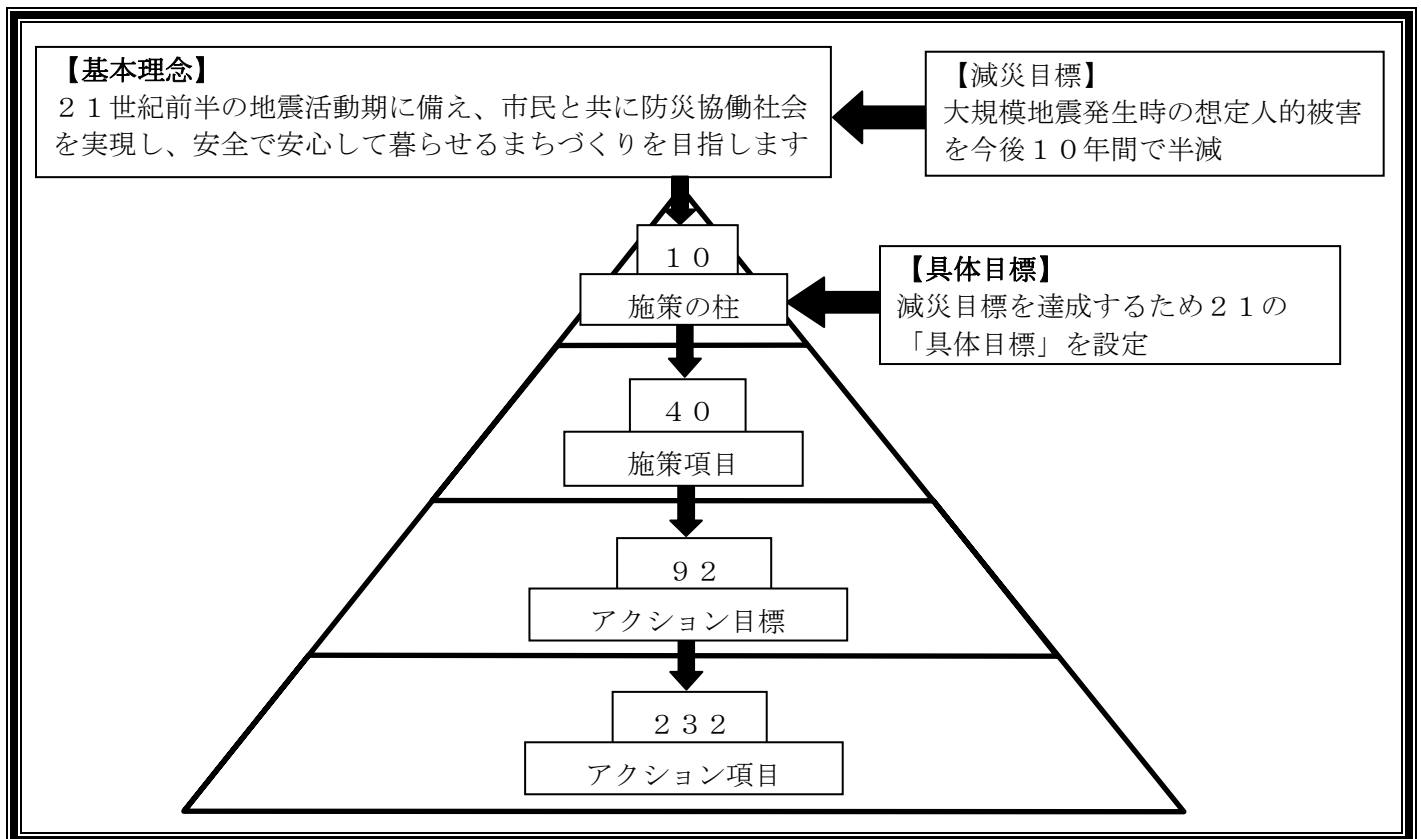 【基本理念】
２１世紀前半の地震活動期に備え、市民と共に防災協働社会
を実現し、安全で安心して暮らせるまちづくりを目指します
【減災目標】
大規模地震発生時の想定人的被害
を今後１０年間で半減
１０
施策の柱
【具体目標】
減災目標を達成するため２１の
「具体目標」を設定
４０
施策項目
９２
アクション目標
２３２
アクション項目